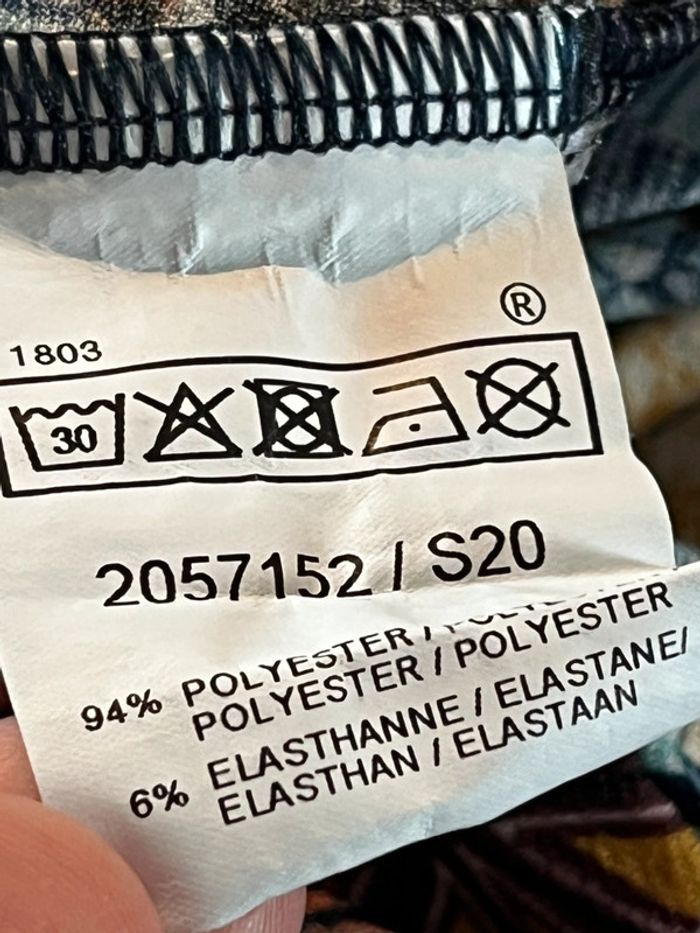 ®
1803
30
2057152 / S20
94% POLYESTER /
POLYESTER / POLYESTER
6% ELASTHANNE / ELASTANE/
ELASTHAN / ELASTAAN